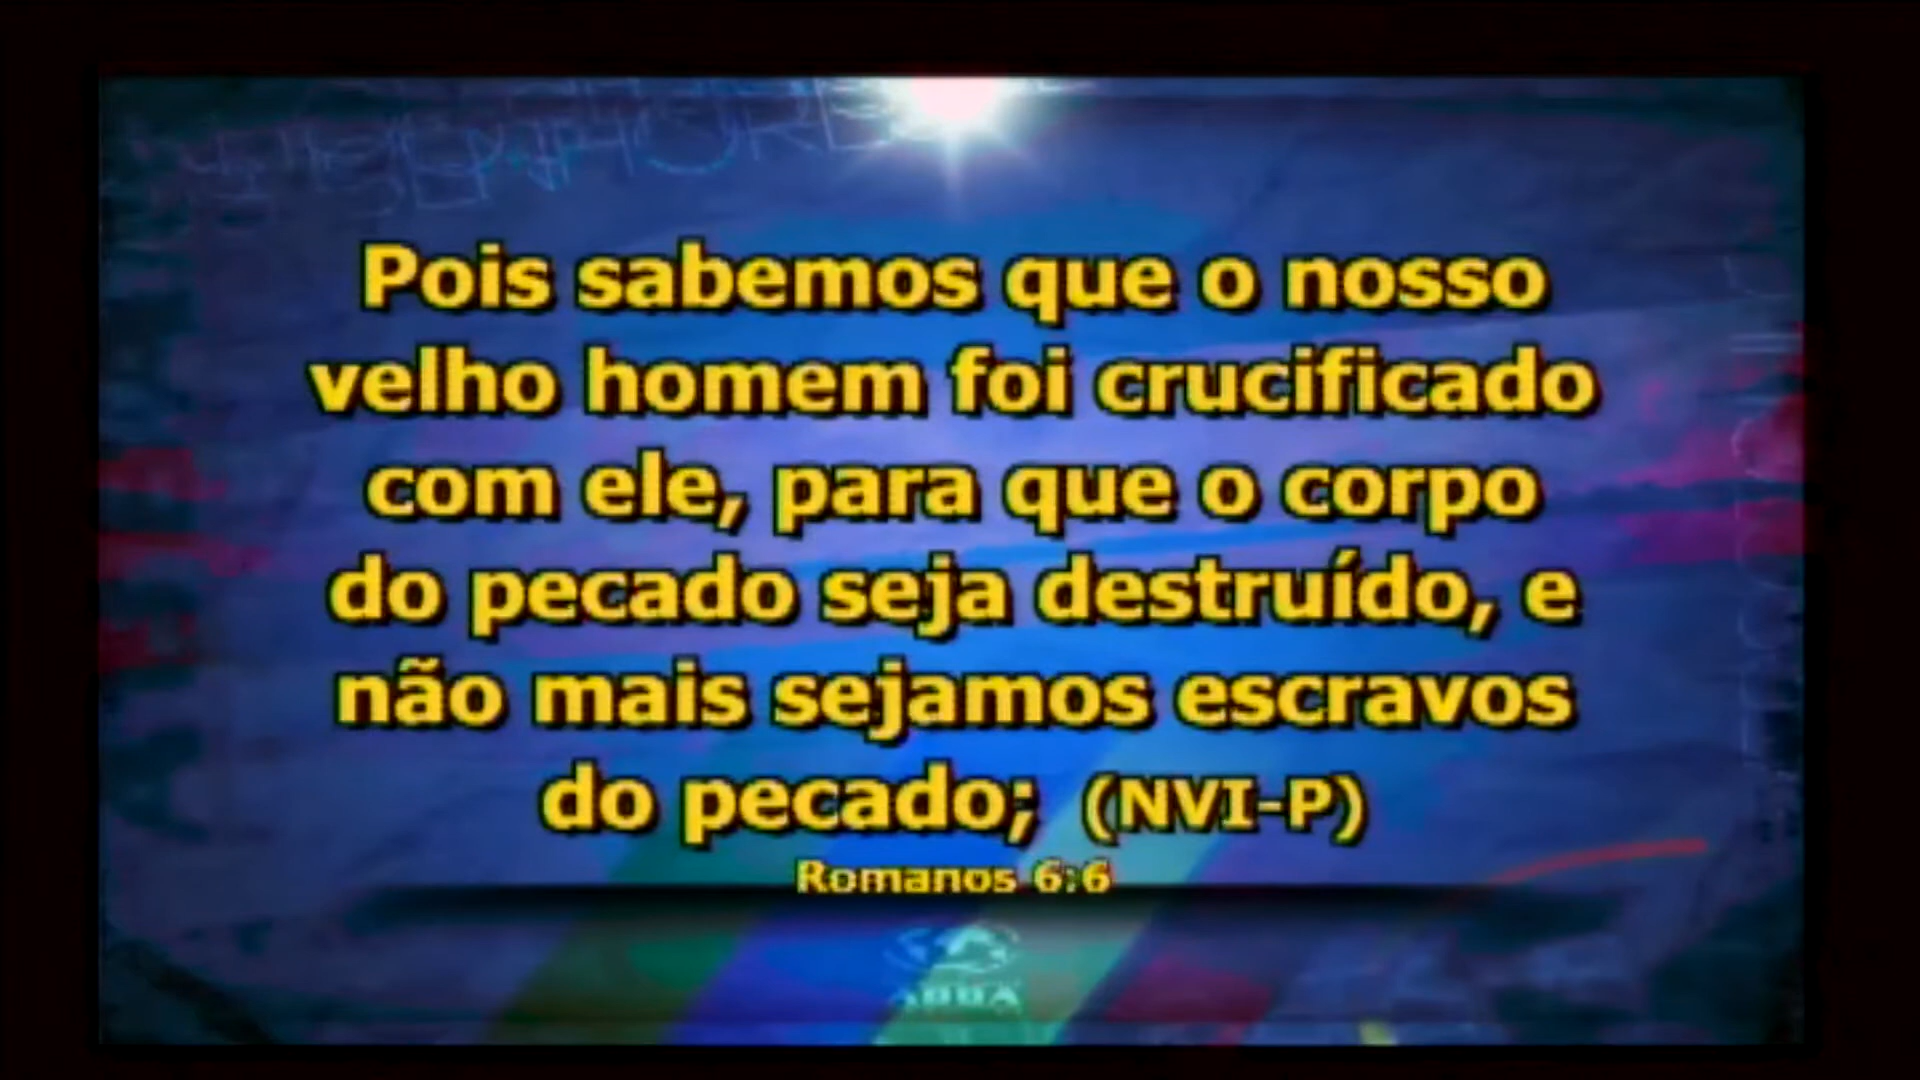 Pois sabemos que o nosso
velho homem foi crucificado
com ele, para que o corpo
do pecado seja destruído, e
não mais sejamos escravos
do pecado; (NVI-P)
Romanos 6:6
ABBA